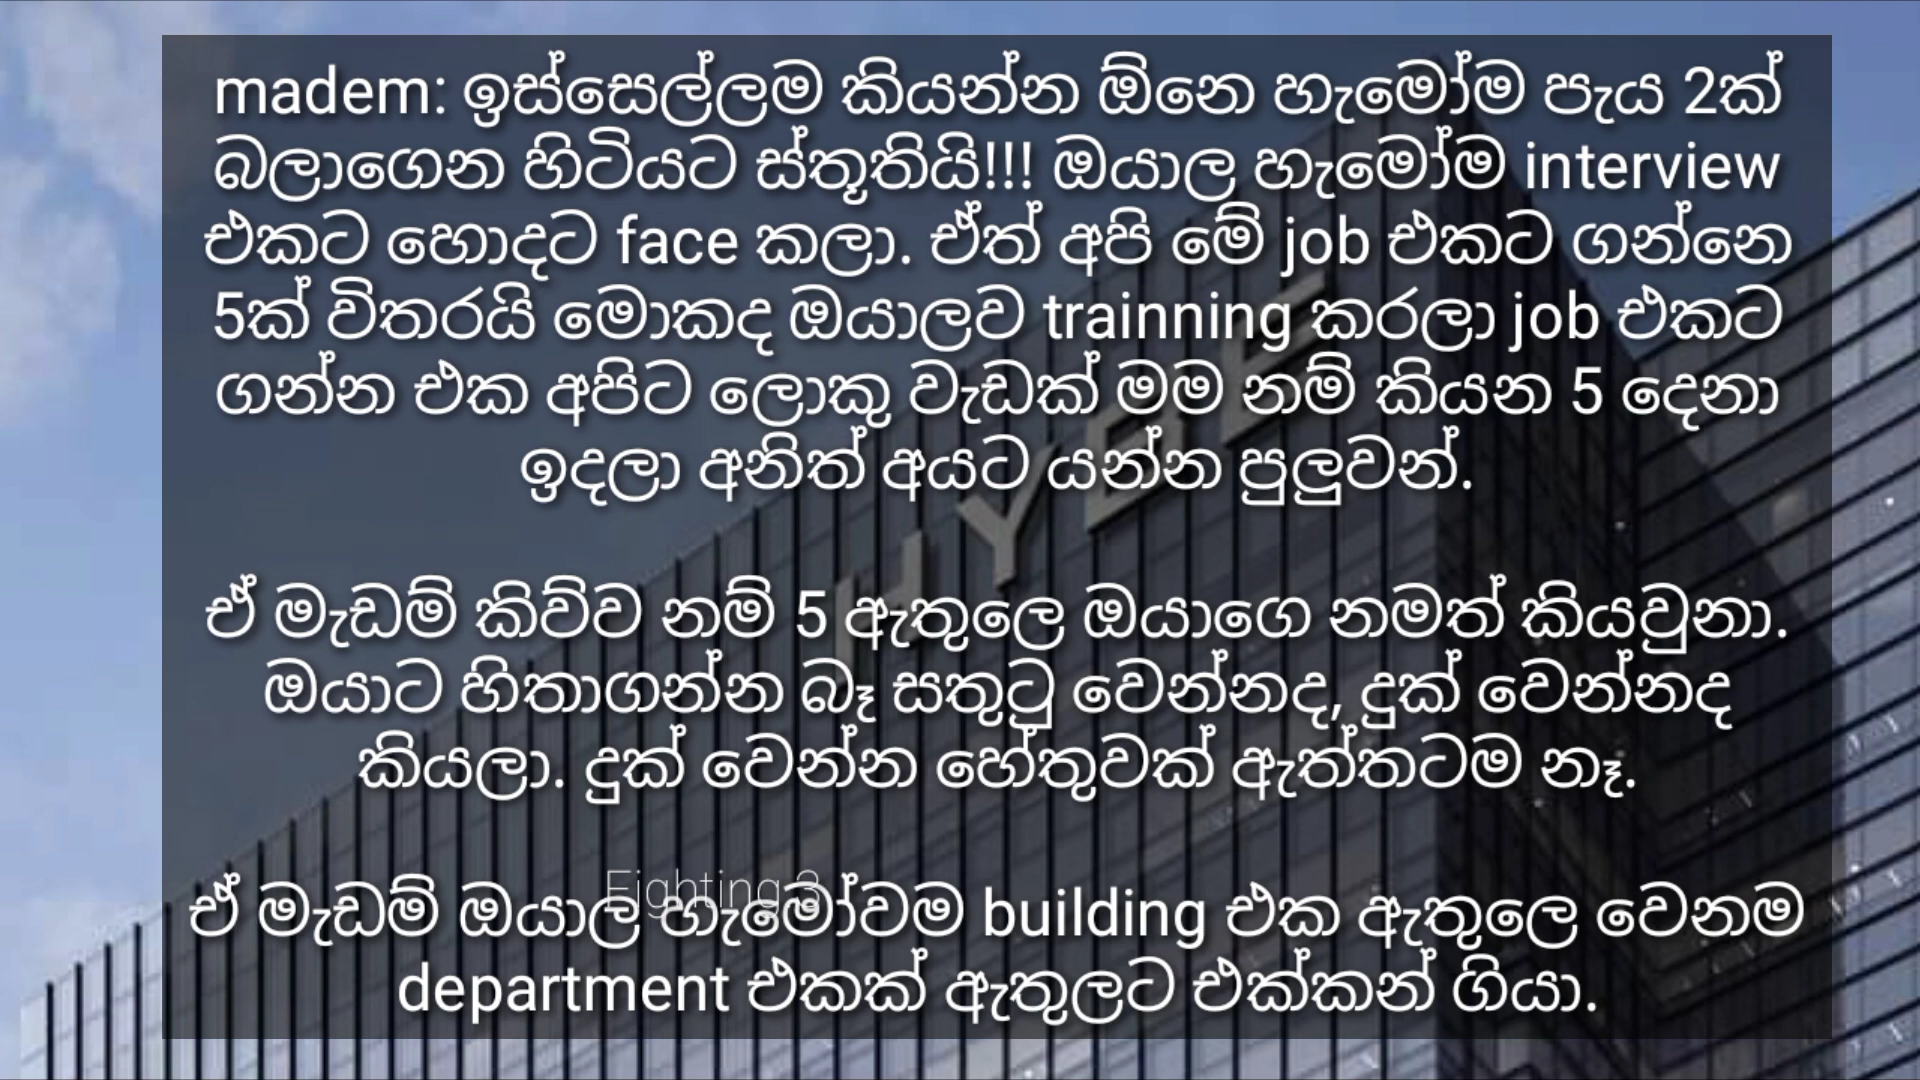 madem: ඉස්සෙල්ලම කියන්න ඕනෙ හැමෝම පැය 2ක්
බලාගෙන හිටියට ස්තූතියි!!! ඔයාල හැමෝම interview
එකට හොදට face කලා. ඒත් අපි මේ job එකට ගන්නෙ
5ක් විතරයි මොකද ඔයාලව trainning කරලා job එකට
ගන්න එක අපිට ලොකු වැඩක් මම නම් කියන 5 දෙනා
ඉදලා අනිත් අයට යන්න පුලුවන්.
HYBE
ඒ මැඩම් කිව්ව නම් 5 ඇතුලෙ ඔයාගෙ නමත් කියවුනා.
ඔයාට හිතාගන්න බෑ සතුටු වෙන්නද, දුක් වෙන්නද
කියලා. දුක් වෙන්න හේතුවක් ඇත්තටම නෑ.
Fighting 3
ඒ මැඩම් ඔයාල හැමෝවම building එක ඇතුලෙ වෙනම
department එකක් ඇතුලට එක්කන් ගියා.